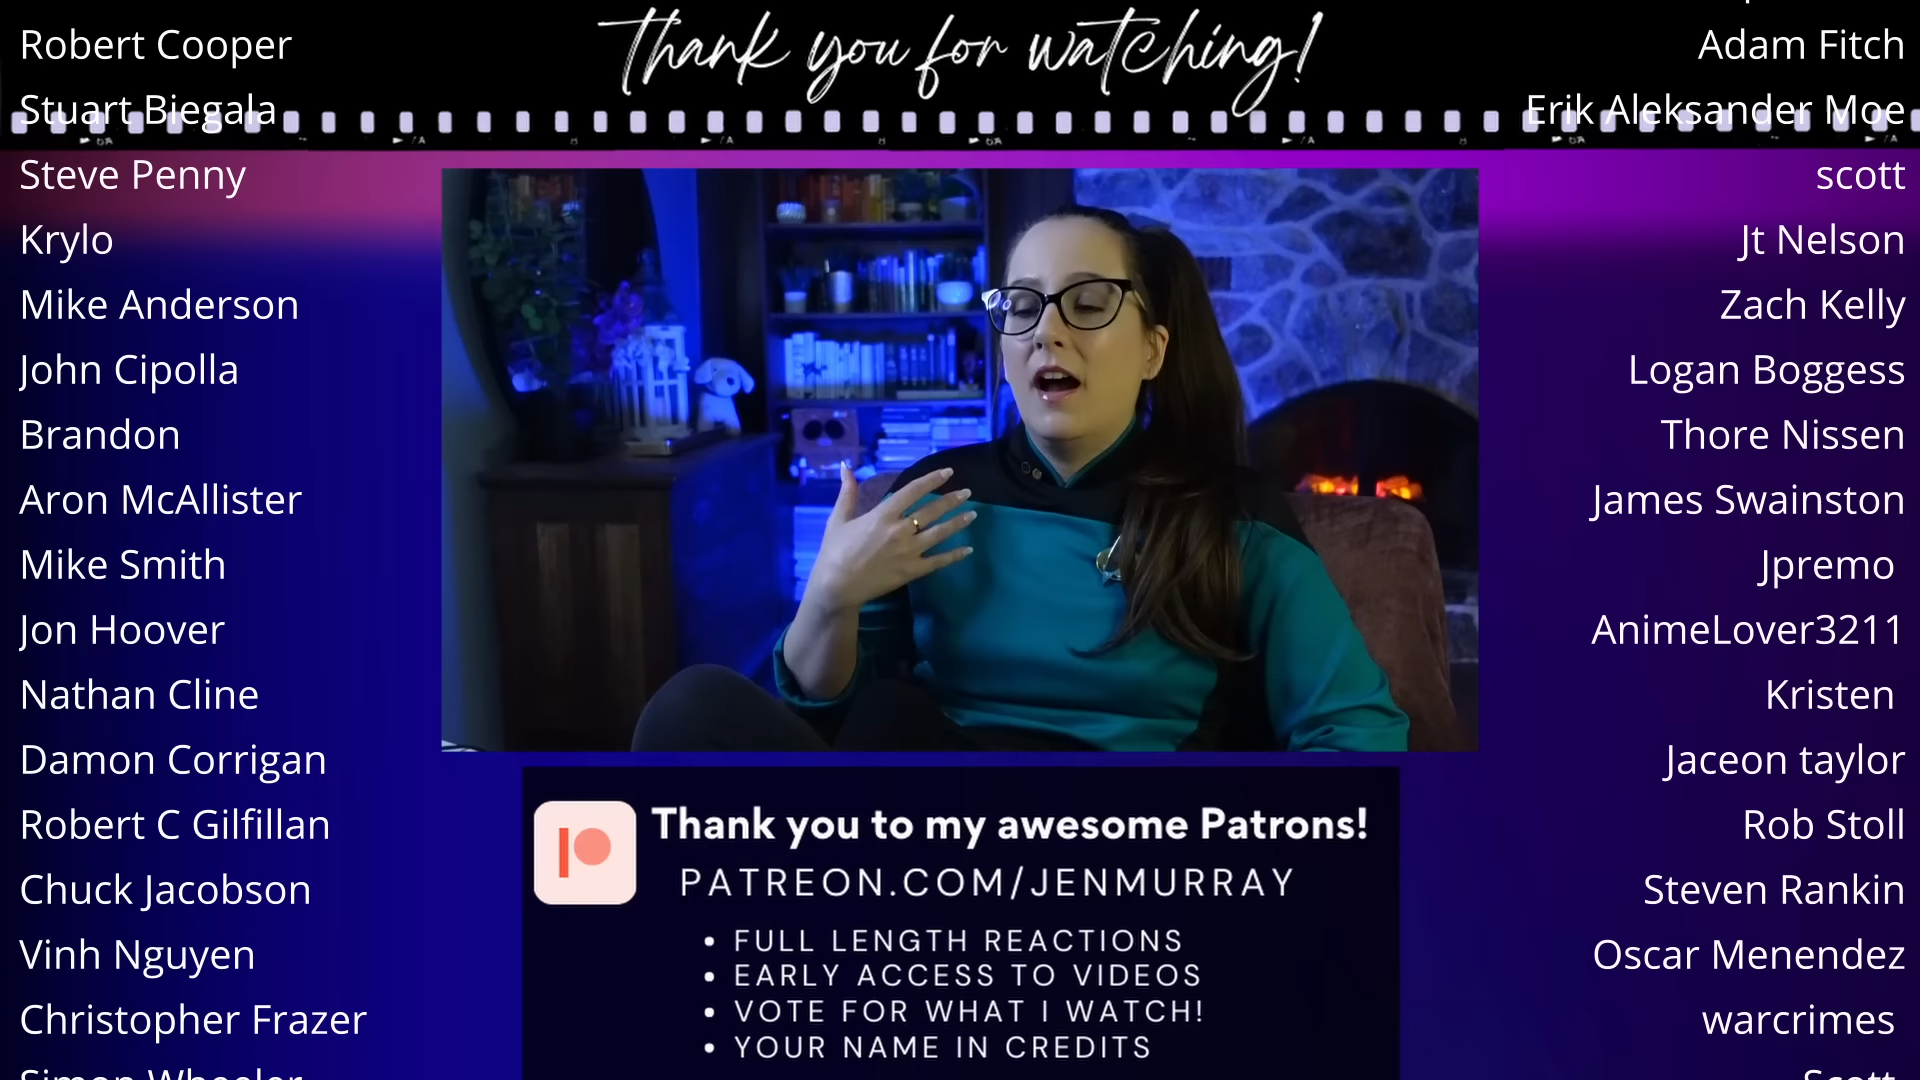 Thank you for watching!
Robert Cooper
Stuart Biegala
Steve Penny
Krylo
Mike Anderson
John Cipolla
Brandon
Aron McAllister
Mike Smith
Jon Hoover
Nathan Cline
Damon Corrigan
Robert C Gilfillan
Chuck Jacobson
Vinh Nguyen
Christopher Frazer
Simon Wheeler
Adam Fitch
Erik Aleksander Moe
scott
Jt Nelson
Zach Kelly
Logan Boggess
Thore Nissen
James Swainston
Jpremo
AnimeLover3211
Kristen
Jaceon taylor
Rob Stoll
Steven Rankin
Oscar Menendez
warcrimes
Scott
Thank you to my awesome Patrons!
PATREON.COM/JENMURRAY
• FULL LENGTH REACTIONS
• EARLY ACCESS TO VIDEOS
• VOTE FOR WHAT I WATCH!
• YOUR NAME IN CREDITS